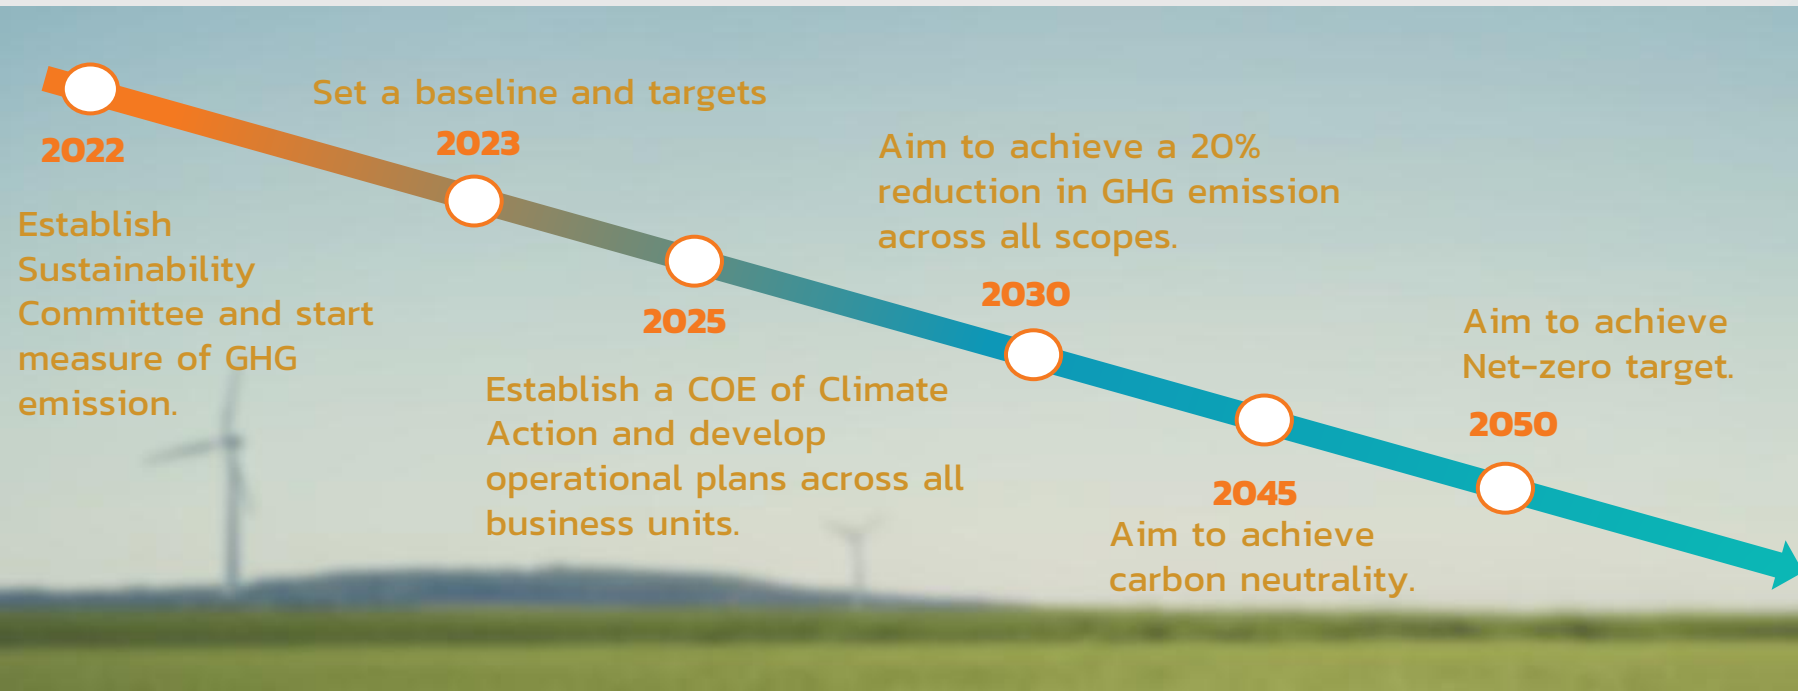 2022
Establish
Sustainability
Committee and start
measure of GHG
emission.
Set a baseline and targets
2023
2025
Establish a COE of Climate
Action and develop
operational plans across all
business units.
Aim to achieve a 20%
reduction in GHG emission
across all scopes.
2030
2045
Aim to achieve
carbon neutrality.
Aim to achieve
Net-zero target.
2050